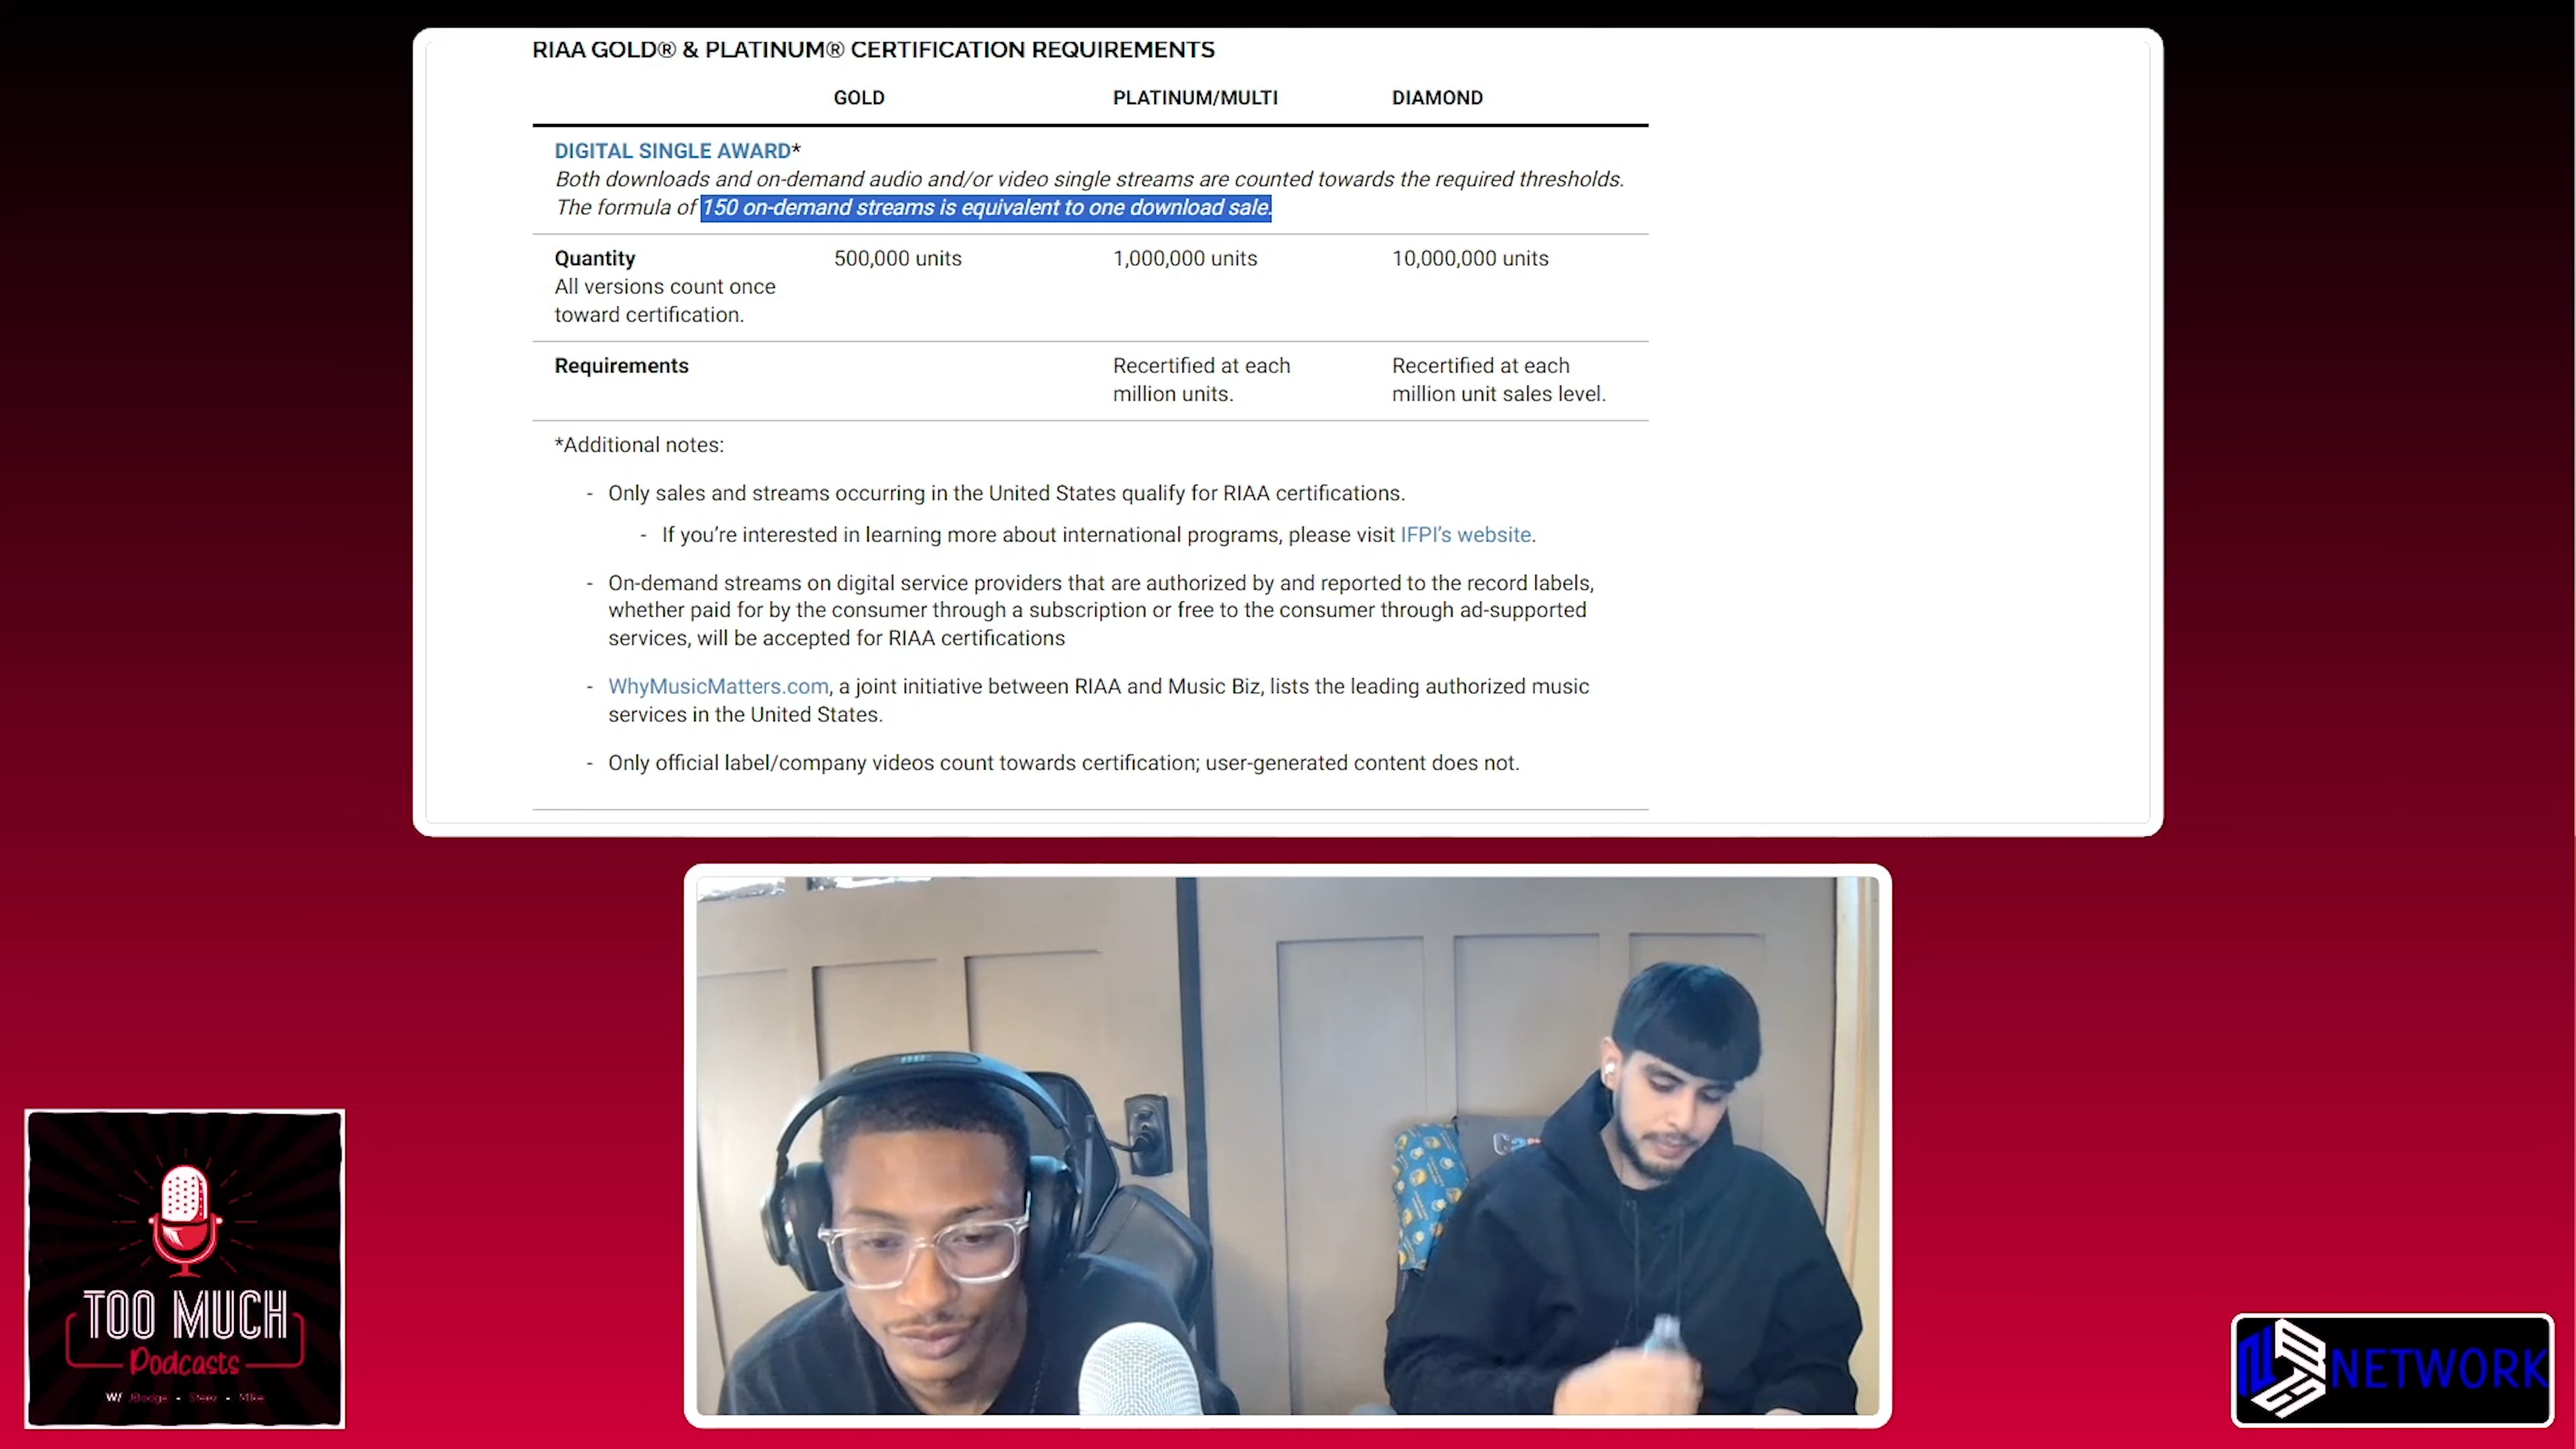 RIAA GOLD® & PLATINUM® CERTIFICATION REQUIREMENTS
GOLD PLATINUM/MULTI DIAMOND
DIGITAL SINGLE AWARD*
Both downloads and on-demand audio and/or video single streams are counted towards the required thresholds.
The formula of 150 on-demand streams is equivalent to one download sale.
Quantity 500,000 units 1,000,000 units 10,000,000 units
All versions count once
toward certification.
Requirements Recertified at each Recertified at each
million units. million unit sales level.
*Additional notes:
- Only sales and streams occurring in the United States qualify for RIAA certifications.
- If you’re interested in learning more about international programs, please visit IFPI’s website.
- On-demand streams on digital service providers that are authorized by and reported to the record labels,
whether paid for by the consumer through a subscription or free to the consumer through ad-supported
services, will be accepted for RIAA certifications
- WhyMusicMatters.com, a joint initiative between RIAA and Music Biz, lists the leading authorized music
services in the United States.
- Only official label/company videos count towards certification; user-generated content does not.
TOO MUCH
Podcasts
W/ - - Mike
NETWORK